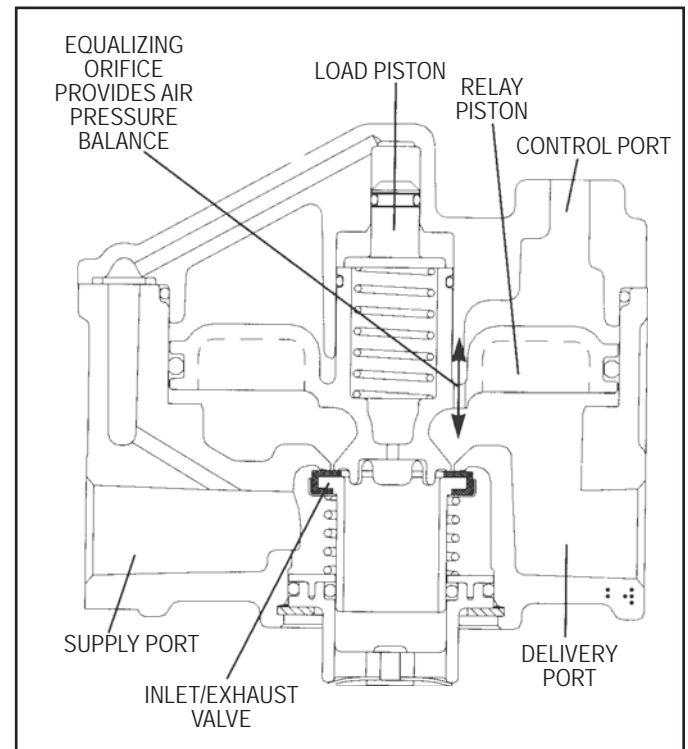 EQUALIZING
ORIFICE
PROVIDES AIR
PRESSURE
BALANCE
LOAD PISTON
RELAY
PISTON
CONTROL PORT
SUPPLY PORT
INLET/EXHAUST
VALVE
DELIVERY
PORT